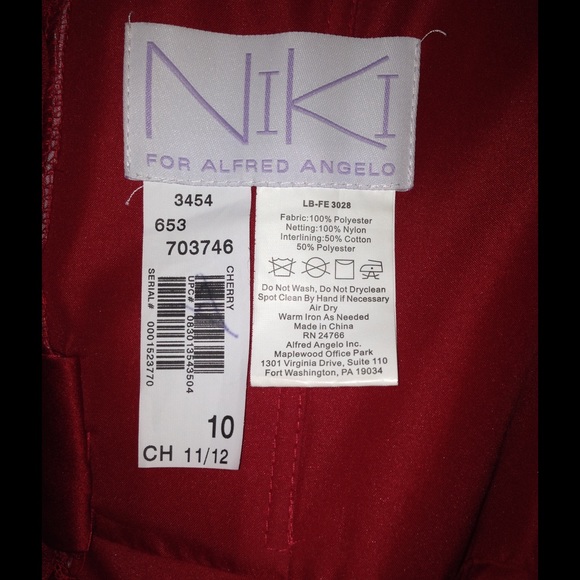 NIKI
FOR ALFRED ANGELO
3454
653
703746
CHERRY
UPC# 083013543504
SERIAL# 0001523770
10
CH 11/12
LB-FE 3028
Fabric:100% Polyester
Netting:100% Nylon
Interlining:50% Cotton
50% Polyester
Do Not Wash, Do Not Dryclean
Spot Clean By Hand if Necessary
Air Dry
Warm Iron As Needed
Made in China
RN 24766
Alfred Angelo Inc.
Maplewood Office Park
1301 Virginia Drive, Suite 110
Fort Washington, PA 19034